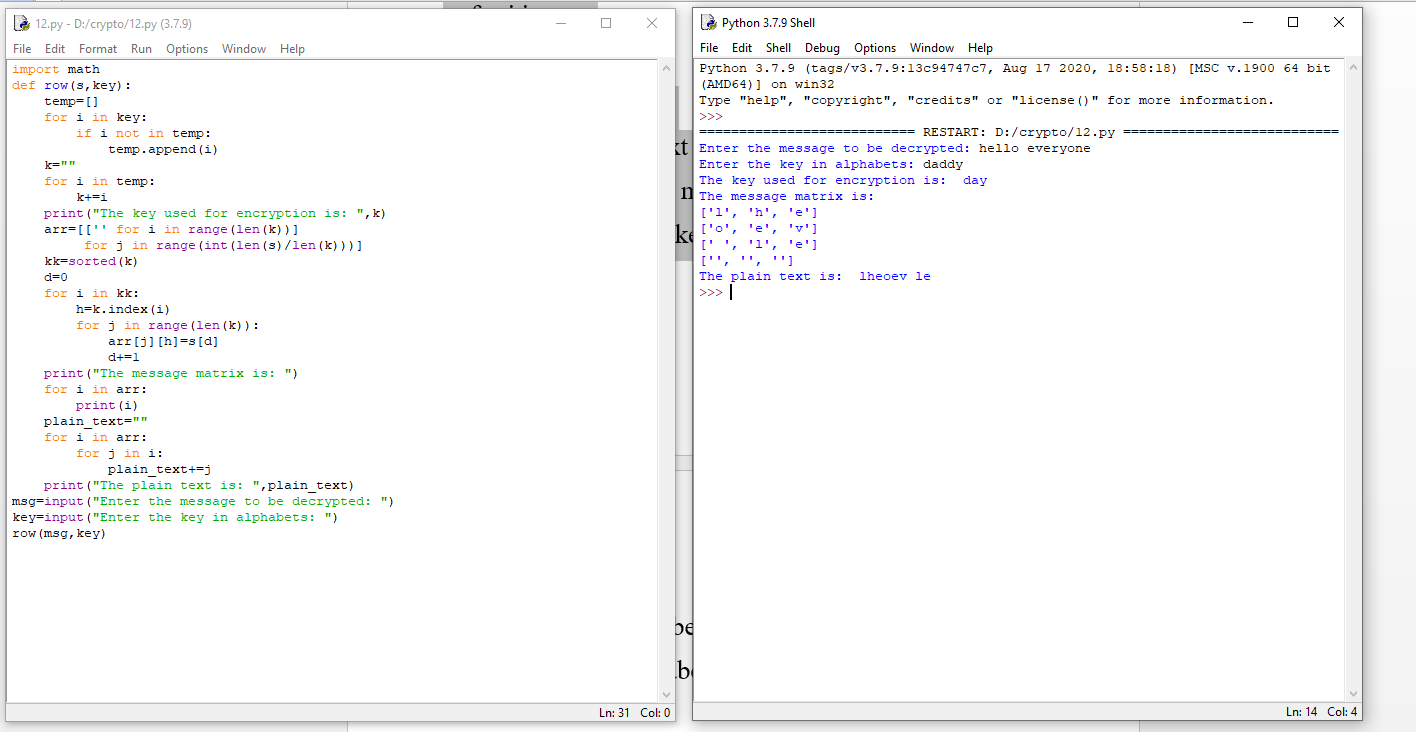 12.py - D:/crypto/12.py (3.7.9)
File Edit Format Run Options Window Help
import math
def row(s,key):
    temp=[]
    for i in key:
        if i not in temp:
            temp.append(i)
    k=""
    for i in temp:
        k+=i
    print("The key used for encryption is: ",k)
    arr=[['' for i in range(len(k))]
         for j in range(int(len(s)/len(k)))]
    kk=sorted(k)
    d=0
    for i in kk:
        h=k.index(i)
        for j in range(len(k)):
            arr[j][h]=s[d]
            d+=1
    print("The message matrix is: ")
    for i in arr:
        print(i)
    plain_text=""
    for i in arr:
        for j in i:
            plain_text+=j
    print("The plain text is: ",plain_text)
msg=input("Enter the message to be decrypted: ")
key=input("Enter the key in alphabets: ")
row(msg,key)
Ln: 31 Col: 0
Python 3.7.9 Shell
File Edit Shell Debug Options Window Help
Python 3.7.9 (tags/v3.7.9:13c94747c7, Aug 17 2020, 18:58:18) [MSC v.1900 64 bit
(AMD64)] on win32
Type "help", "copyright", "credits" or "license()" for more information.
>>>
=========================== RESTART: D:/crypto/12.py ===========================
Enter the message to be decrypted: hello everyone
Enter the key in alphabets: daddy
The key used for encryption is:  day
The message matrix is:
['l', 'h', 'e']
['o', 'e', 'v']
[' ', 'l', 'e']
['', '', '']
The plain text is:  lheoev le
>>>
Ln: 14 Col: 4